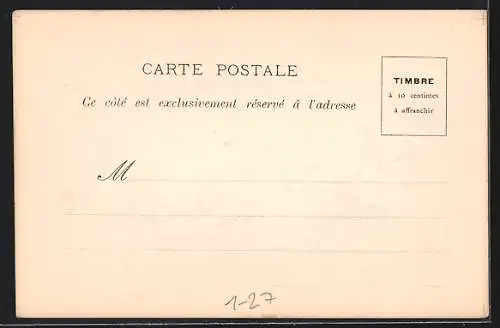 CARTE POSTALE
Ce côté est exclusivement réservé à l'adresse
TIMBRE
à 10 centimes
à affranchir
M
1-27